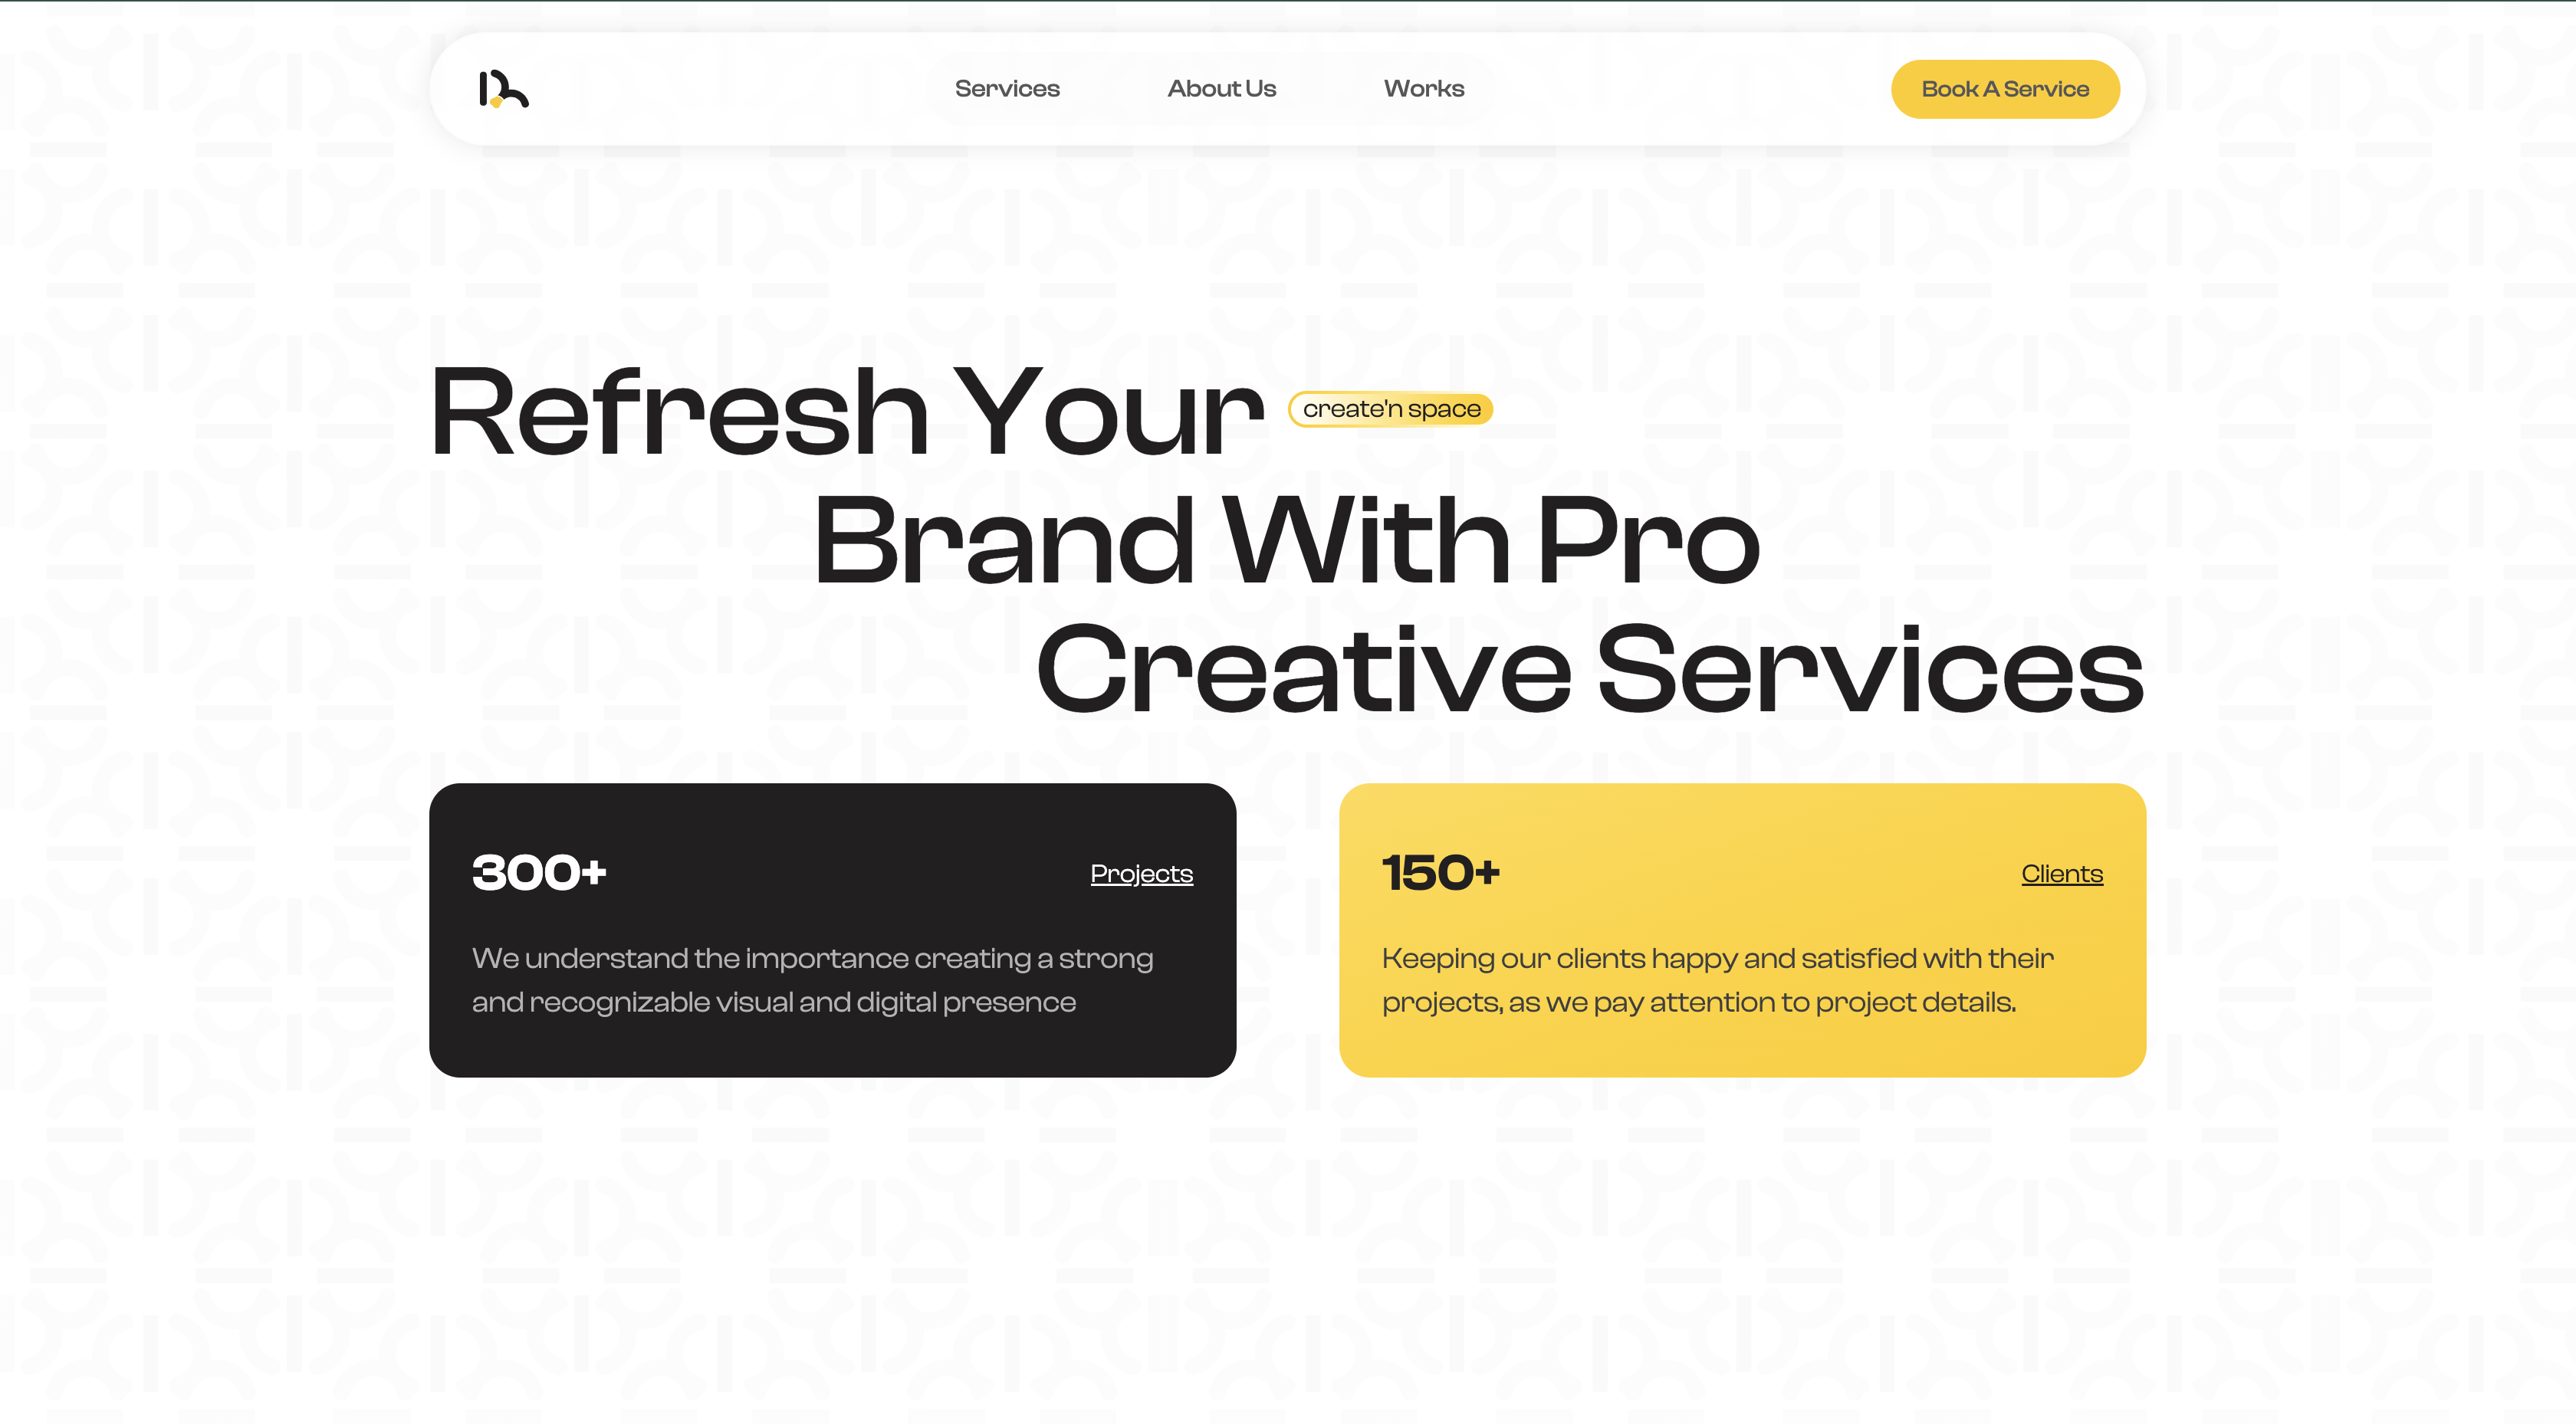 Services
About Us
Works
Book A Service
Refresh Your
create'n space
Brand With Pro
Creative Services
300+
Projects
We understand the importance creating a strong
and recognizable visual and digital presence
150+
Clients
Keeping our clients happy and satisfied with their
projects, as we pay attention to project details.